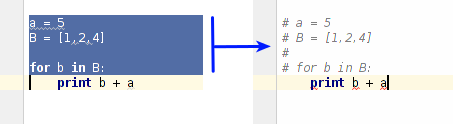 a = 5
B = [1,2,4]
for b in B:
    print b + a
# a = 5
# B = [1,2,4]
#
# for b in B:
    print b + a